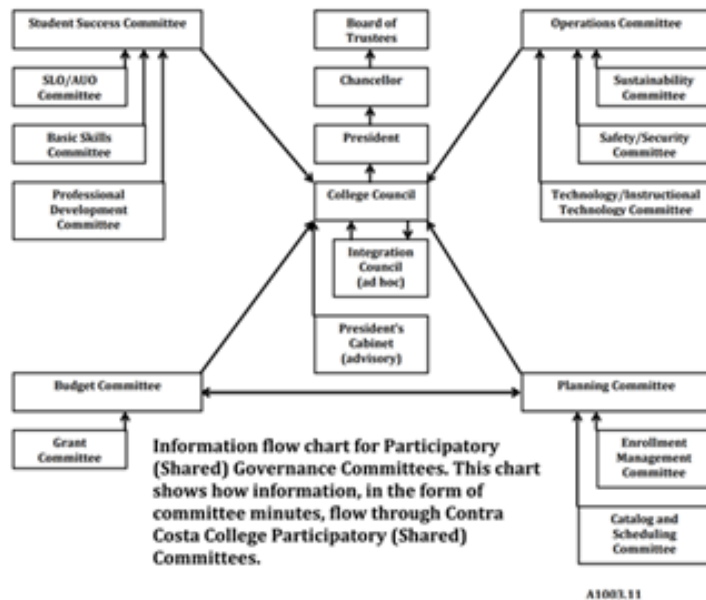 Student Success Committee
Board of
Trustees
Operations Committee
SLO/AUO
Committee
Chancellor
Sustainability
Committee
Basic Skills
Committee
President
Safety/Security
Committee
Professional
Development
Committee
College Council
Technology/Instructional
Technology Committee
Integration
Council
(ad hoc)
President's
Cabinet
(advisory)
Budget Committee
Planning Committee
Grant
Committee
Enrollment
Management
Committee
Catalog and
Scheduling
Committee
Information flow chart for Participatory
(Shared) Governance Committees. This chart
shows how information, in the form of
committee minutes, flow through Contra
Costa College Participatory (Shared)
Committees.
A1003.11